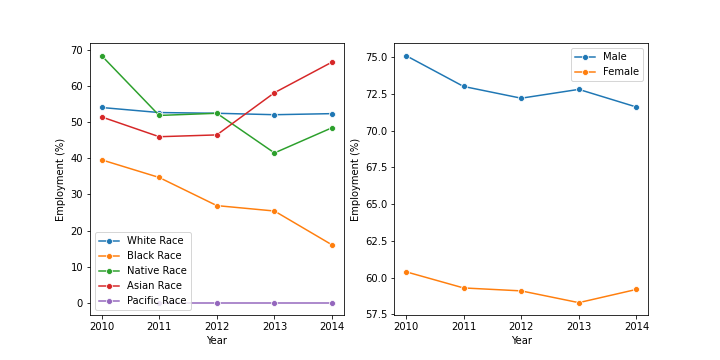 70
60
50
40
30
20
10
0
Employment (%)
White Race
Black Race
Native Race
Asian Race
Pacific Race
2010 2011 2012 2013 2014
Year
75.0
72.5
70.0
67.5
65.0
62.5
60.0
57.5
Employment (%)
Male
Female
2010 2011 2012 2013 2014
Year